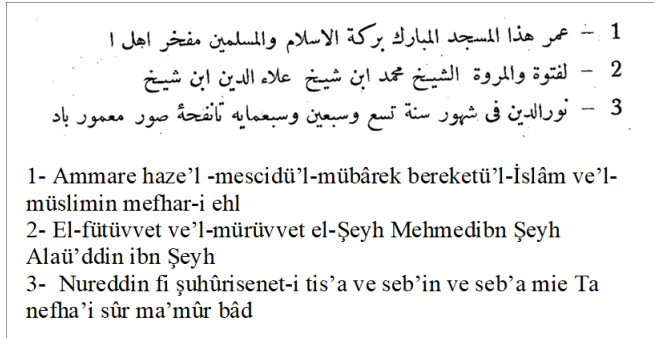 1 – عمر هذا المسجد المبارك بركة الاسلام والمسلمين مفخر اهل ا
2 – لفتوة والمروة الشيخ محمد ابن شيخ علاء الدين ابن شيخ
3 – نورالدين فى شهور سنة تسع وسبعين وسبعمايه تانفحهٔ صور معمور باد
1- Ammare haze’l -mescidü’l-mübârek bereketü’l-İslâm ve’l-
müslimin mefhar-i ehl
2- El-fütüvvet ve’l-mürüvvet el-Şeyh Mehmedibn Şeyh
Alaü’ddin ibn Şeyh
3-  Nureddin fi şuhûrisenet-i tis’a ve seb’in ve seb’a mie Ta
nefha’i sûr ma’mûr bâd